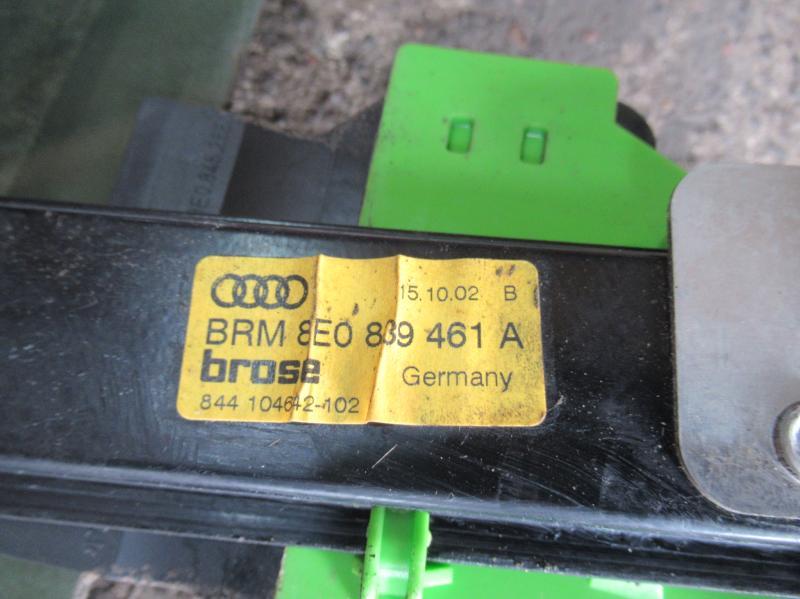 15.10.02 B
BRM 8E0 839 461 A
brose Germany
844 104642-102